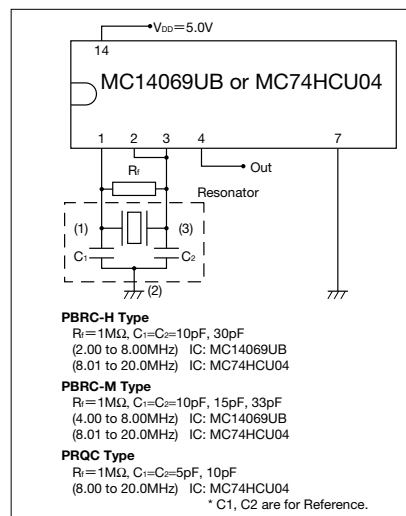 VDD=5.0V
14
MC14069UB or MC74HCU04
1 2 3 4 7
Rf
Out
Resonator
(1) (3)
C1 C2
(2)
PBRC-H Type
Rf=1MΩ, C1=C2=10pF, 30pF
(2.00 to 8.00MHz) IC: MC14069UB
(8.01 to 20.0MHz) IC: MC74HCU04
PBRC-M Type
Rf=1MΩ, C1=C2=10pF, 15pF, 33pF
(4.00 to 8.00MHz) IC: MC14069UB
(8.01 to 20.0MHz) IC: MC74HCU04
PRQC Type
Rf=1MΩ, C1=C2=5pF, 10pF
(8.00 to 20.0MHz) IC: MC74HCU04
* C1, C2 are for Reference.